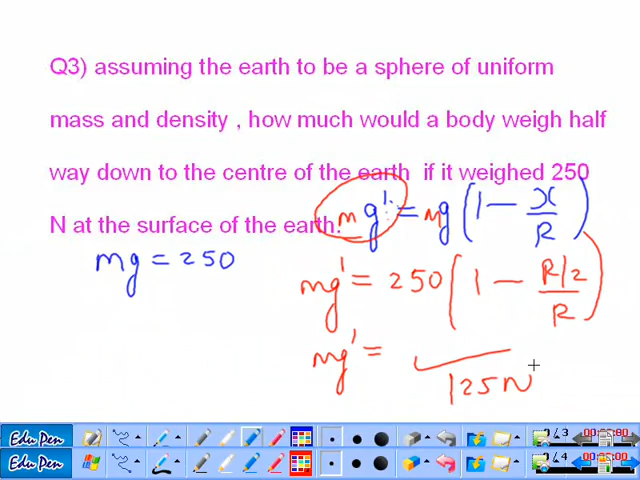 Q3) assuming the earth to be a sphere of uniform
mass and density , how much would a body weigh half
way down to the centre of the earth if it weighed 250
N at the surface of the earth.
mg' = mg(1 - x/R)
mg = 250
mg' = 250(1 - R/2/R)
mg' =
125N
Edu Pen
Edu Pen